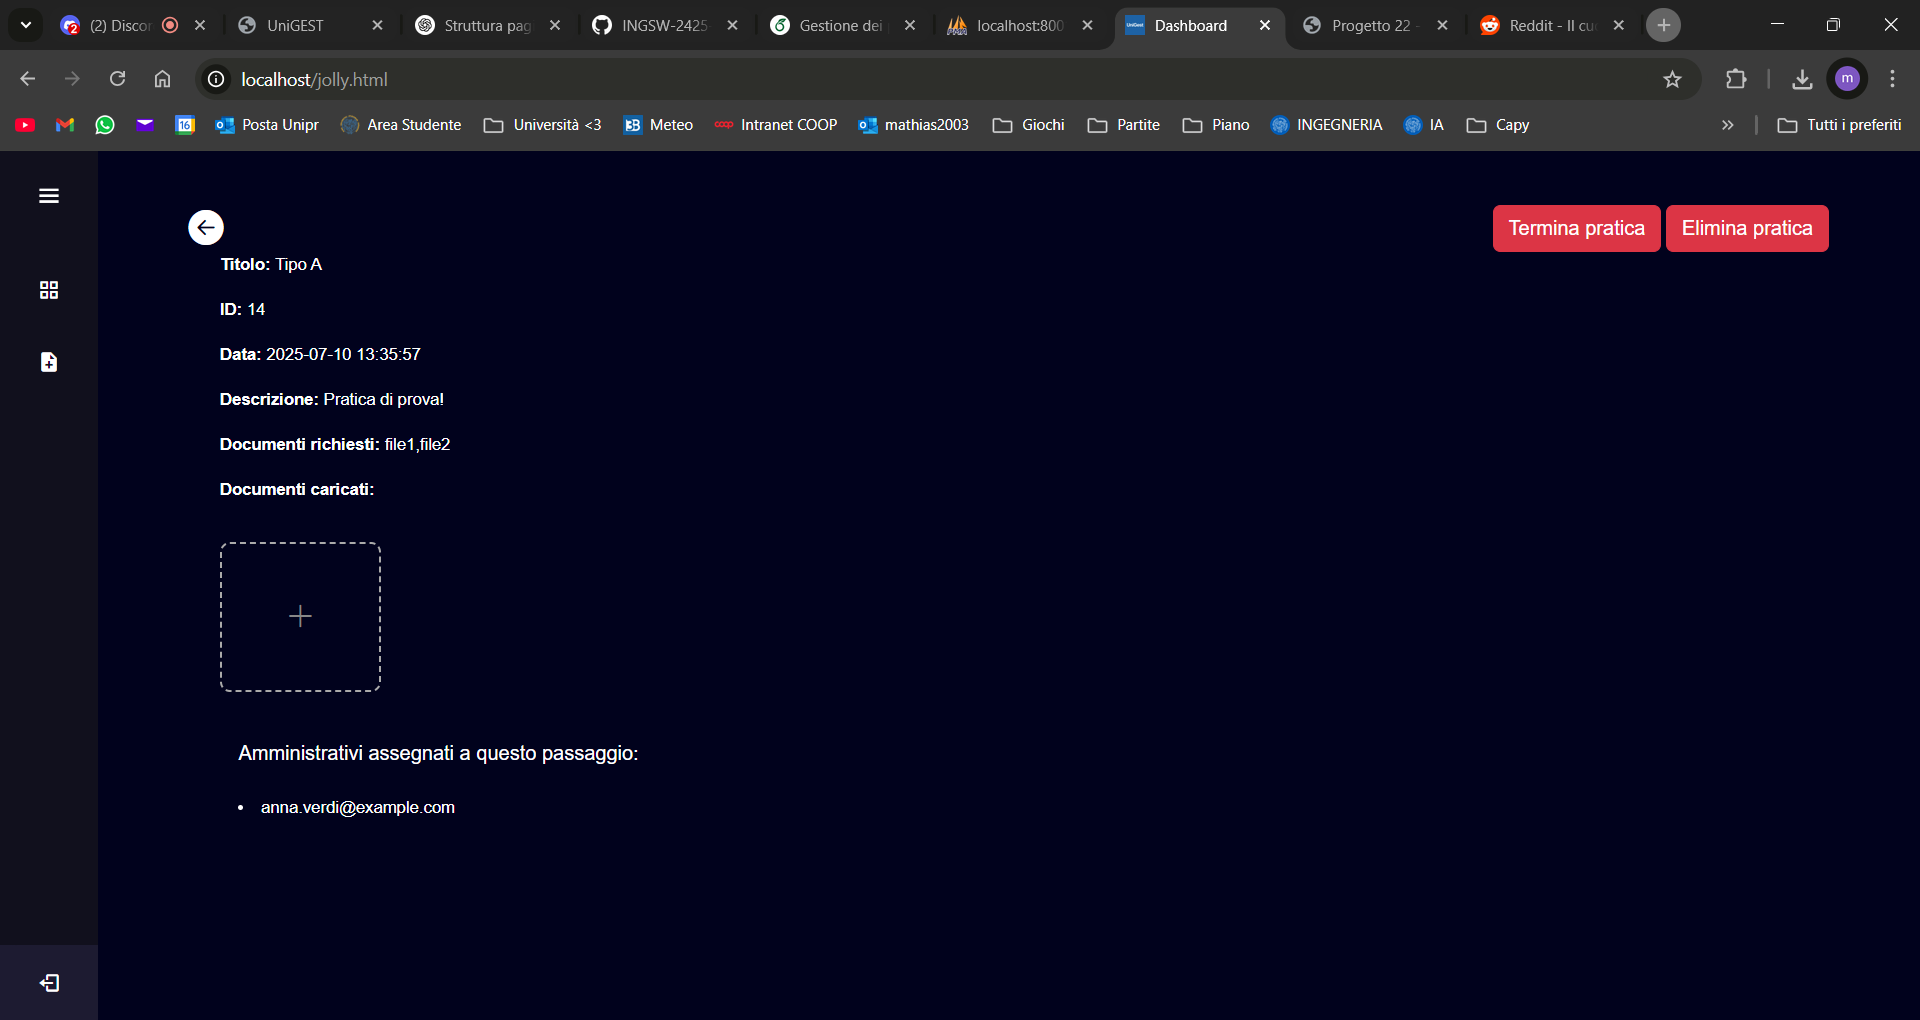 (2) Discor
UniGEST
Struttura pag
INGSW-2425
Gestione dei
localhost:800
Dashboard
Progetto 22 -
Reddit - Il cu
localhost/jolly.html
m
16
Posta Unipr
Area Studente
Università <3
3B Meteo
coop Intranet COOP
mathias2003
Giochi
Partite
Piano
INGEGNERIA
IA
Capy
Tutti i preferiti
Termina pratica
Elimina pratica
Titolo: Tipo A
ID: 14
Data: 2025-07-10 13:35:57
Descrizione: Pratica di prova!
Documenti richiesti: file1,file2
Documenti caricati:
Amministrativi assegnati a questo passaggio:
• anna.verdi@example.com